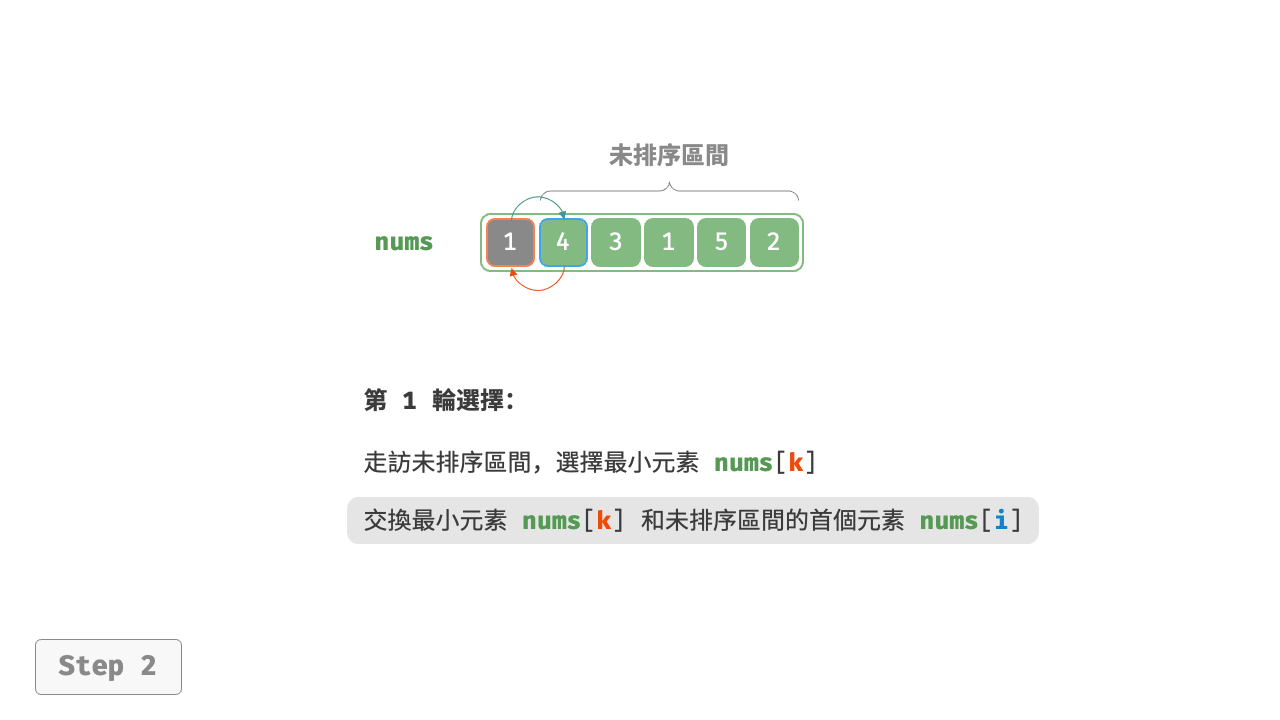 未排序區間
nums 1 4 3 1 5 2
第 1 輪選擇：
走訪未排序區間，選擇最小元素 nums[k]
交換最小元素 nums[k] 和未排序區間的首個元素 nums[i]
Step 2